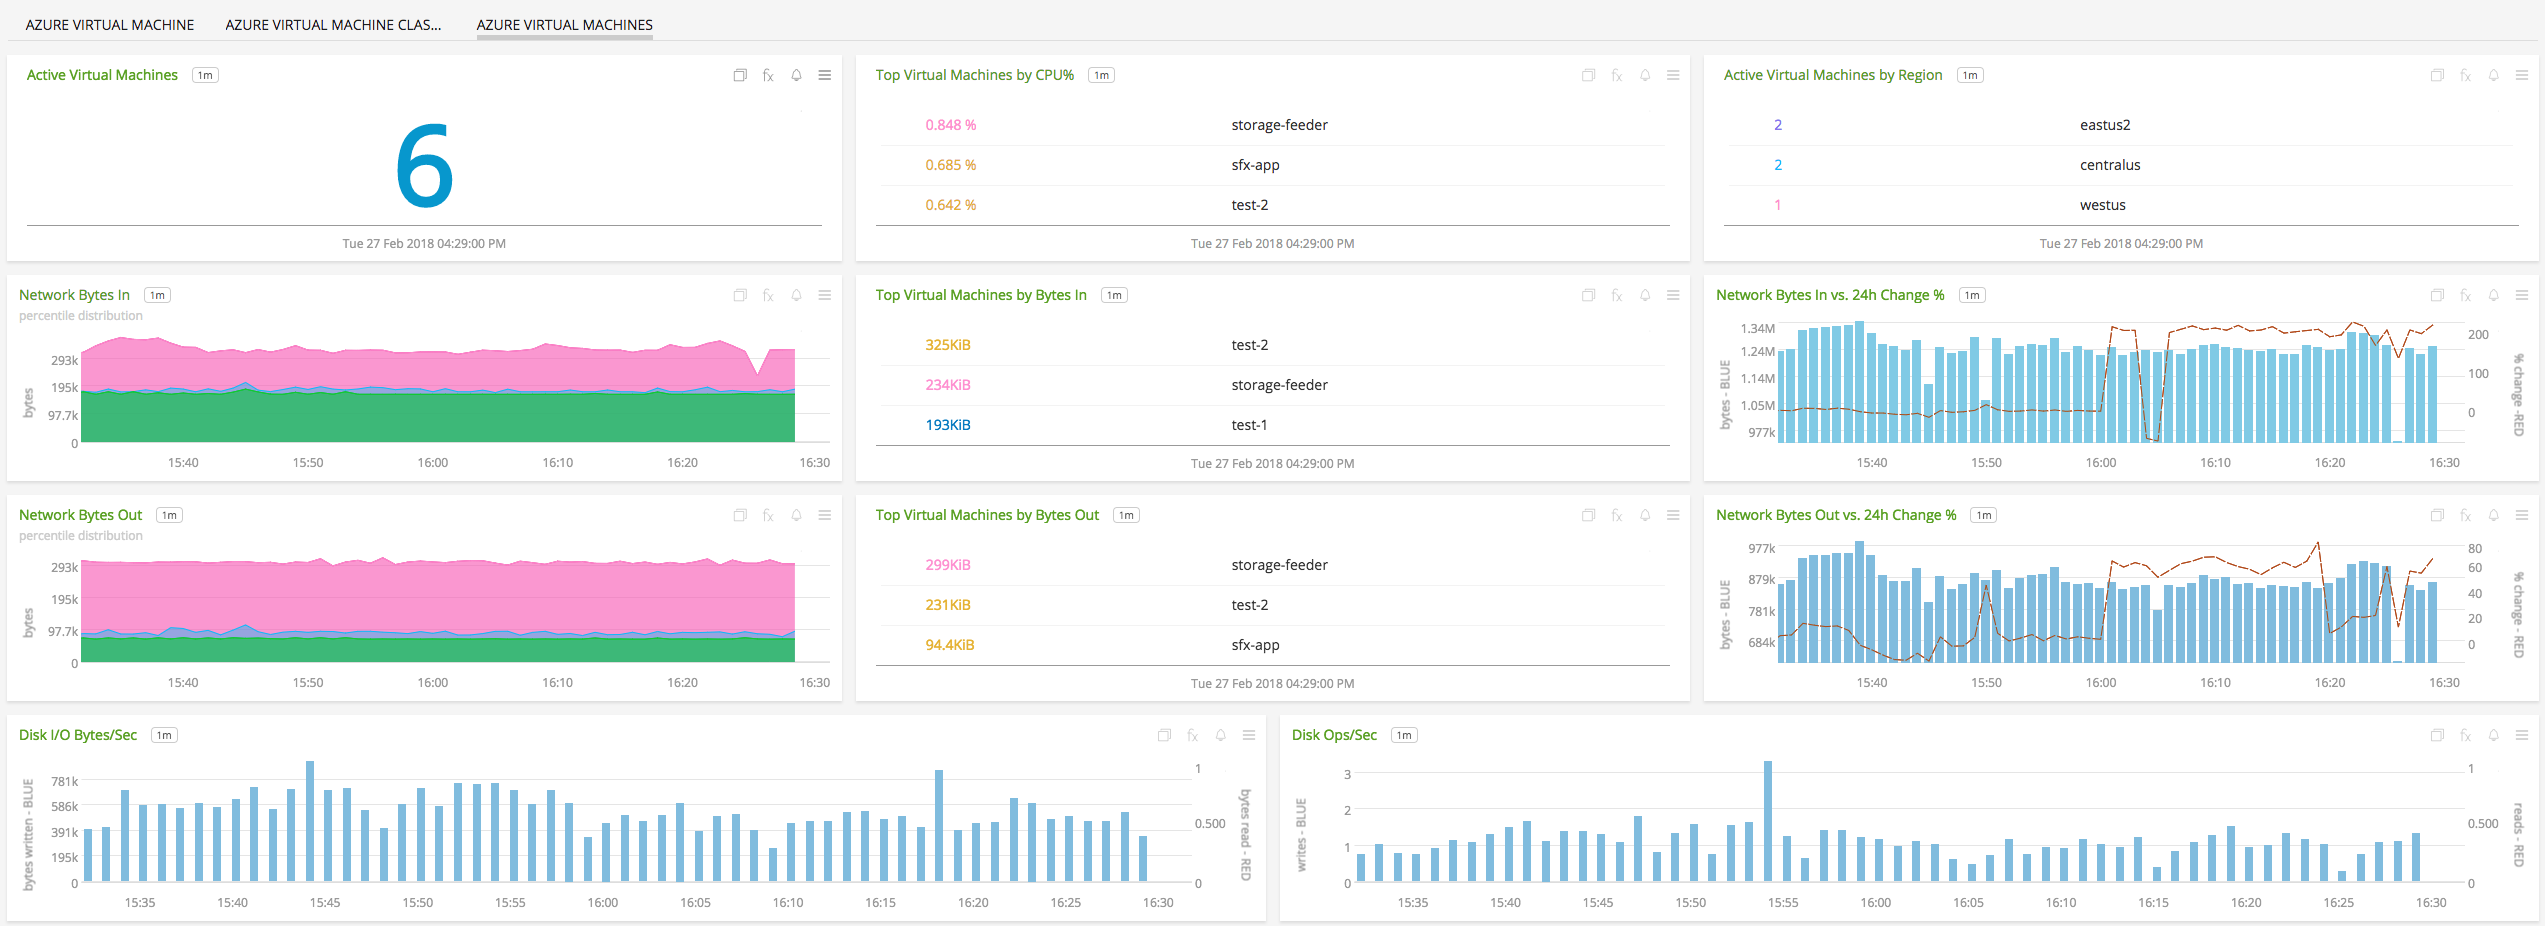 AZURE VIRTUAL MACHINE AZURE VIRTUAL MACHINE CLAS... AZURE VIRTUAL MACHINES
Active Virtual Machines 1m
6
Tue 27 Feb 2018 04:29:00 PM
Top Virtual Machines by CPU% 1m
0.848 % storage-feeder
0.685 % sfx-app
0.642 % test-2
Tue 27 Feb 2018 04:29:00 PM
Active Virtual Machines by Region 1m
2 eastus2
2 centralus
1 westus
Tue 27 Feb 2018 04:29:00 PM
Network Bytes In 1m
percentile distribution
bytes
293k
195k
97.7k
0
15:40 15:50 16:00 16:10 16:20 16:30
Top Virtual Machines by Bytes In 1m
325KiB test-2
234KiB storage-feeder
193KiB test-1
Tue 27 Feb 2018 04:29:00 PM
Network Bytes In vs. 24h Change % 1m
bytes - BLUE
1.34M
1.24M
1.14M
1.05M
977k
200
100
0
% change -RED
15:40 15:50 16:00 16:10 16:20 16:30
Network Bytes Out 1m
percentile distribution
bytes
293k
195k
97.7k
0
15:40 15:50 16:00 16:10 16:20 16:30
Top Virtual Machines by Bytes Out 1m
299KiB storage-feeder
231KiB test-2
94.4KiB sfx-app
Tue 27 Feb 2018 04:29:00 PM
Network Bytes Out vs. 24h Change % 1m
bytes - BLUE
977k
879k
781k
684k
80
60
40
20
0
% change - RED
15:40 15:50 16:00 16:10 16:20 16:30
Disk I/O Bytes/Sec 1m
bytes written - BLUE
781k
586k
391k
195k
0
1
0.500
0
bytes read - RED
15:35 15:40 15:45 15:50 15:55 16:00 16:05 16:10 16:15 16:20 16:25 16:30
Disk Ops/Sec 1m
writes - BLUE
3
2
1
0
1
0.500
0
reads - RED
15:35 15:40 15:45 15:50 15:55 16:00 16:05 16:10 16:15 16:20 16:25 16:30